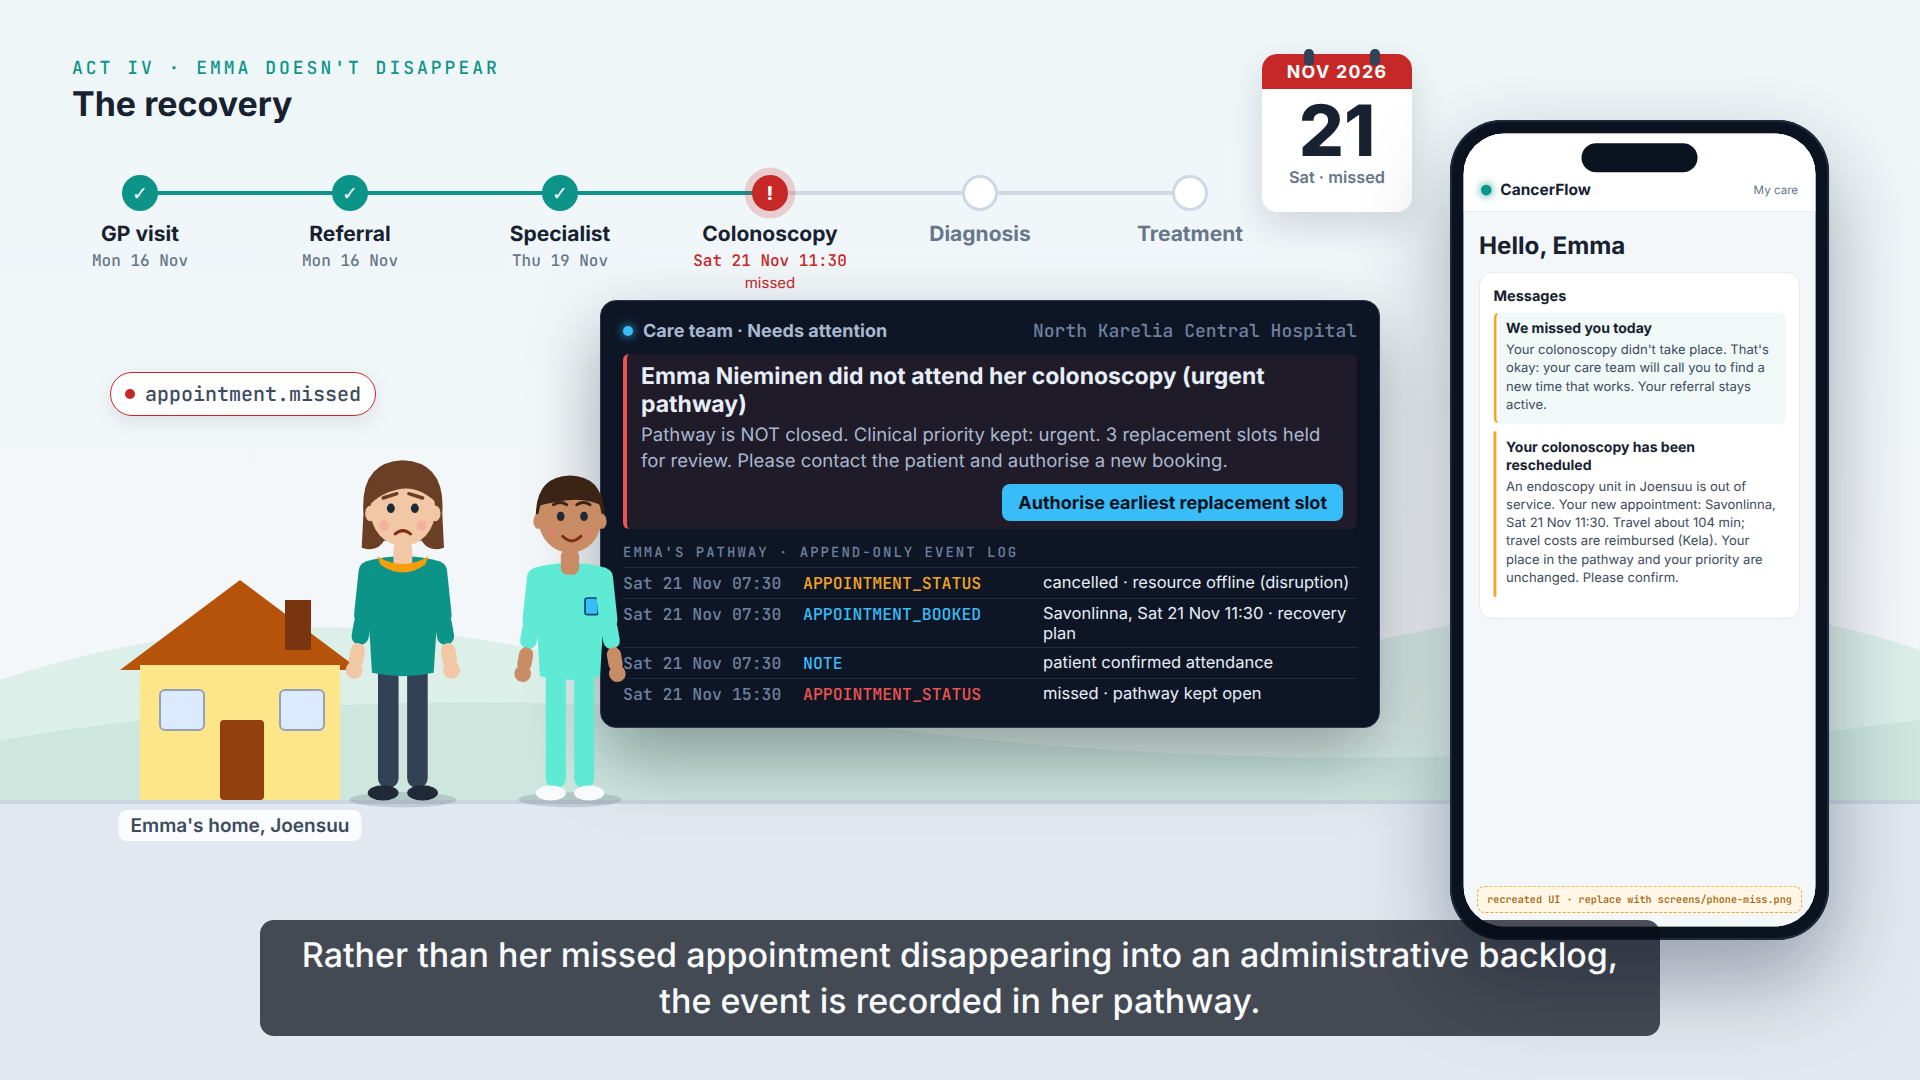 ACT IV · EMMA DOESN'T DISAPPEAR
The recovery
NOV 2026
21
Sat · missed
✓
✓
✓
!
GP visit
Mon 16 Nov
Referral
Mon 16 Nov
Specialist
Thu 19 Nov
Colonoscopy
Sat 21 Nov 11:30
missed
Diagnosis
Treatment
appointment.missed
Care team · Needs attention
North Karelia Central Hospital
Emma Nieminen did not attend her colonoscopy (urgent
pathway)
Pathway is NOT closed. Clinical priority kept: urgent. 3 replacement slots held
for review. Please contact the patient and authorise a new booking.
Authorise earliest replacement slot
EMMA'S PATHWAY · APPEND-ONLY EVENT LOG
Sat 21 Nov 07:30 APPOINTMENT_STATUS cancelled · resource offline (disruption)
Sat 21 Nov 07:30 APPOINTMENT_BOOKED Savonlinna, Sat 21 Nov 11:30 · recovery
plan
Sat 21 Nov 07:30 NOTE patient confirmed attendance
Sat 21 Nov 15:30 APPOINTMENT_STATUS missed · pathway kept open
CancerFlow
My care
Hello, Emma
Messages
We missed you today
Your colonoscopy didn't take place. That's
okay: your care team will call you to find a
new time that works. Your referral stays
active.
Your colonoscopy has been
rescheduled
An endoscopy unit in Joensuu is out of
service. Your new appointment: Savonlinna,
Sat 21 Nov 11:30. Travel about 104 min;
travel costs are reimbursed (Kela). Your
place in the pathway and your priority are
unchanged. Please confirm.
recreated UI · replace with screens/phone-miss.png
Emma's home, Joensuu
Rather than her missed appointment disappearing into an administrative backlog,
the event is recorded in her pathway.